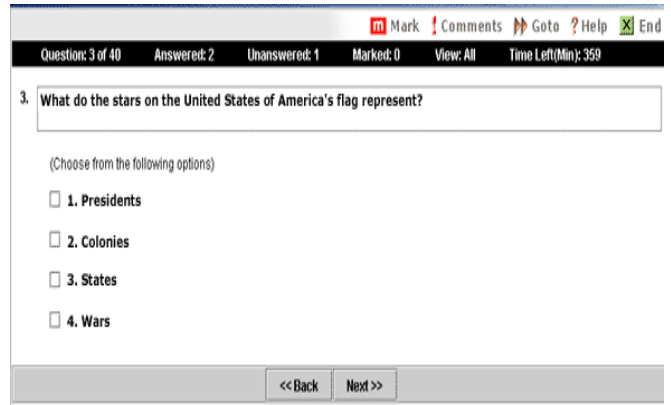 m Mark ! Comments Goto ? Help X End
Question: 3 of 40 Answered: 2 Unanswered: 1 Marked: 0 View: All Time Left(Min): 359
3. What do the stars on the United States of America's flag represent?
(Choose from the following options)
1. Presidents
2. Colonies
3. States
4. Wars
<< Back Next >>